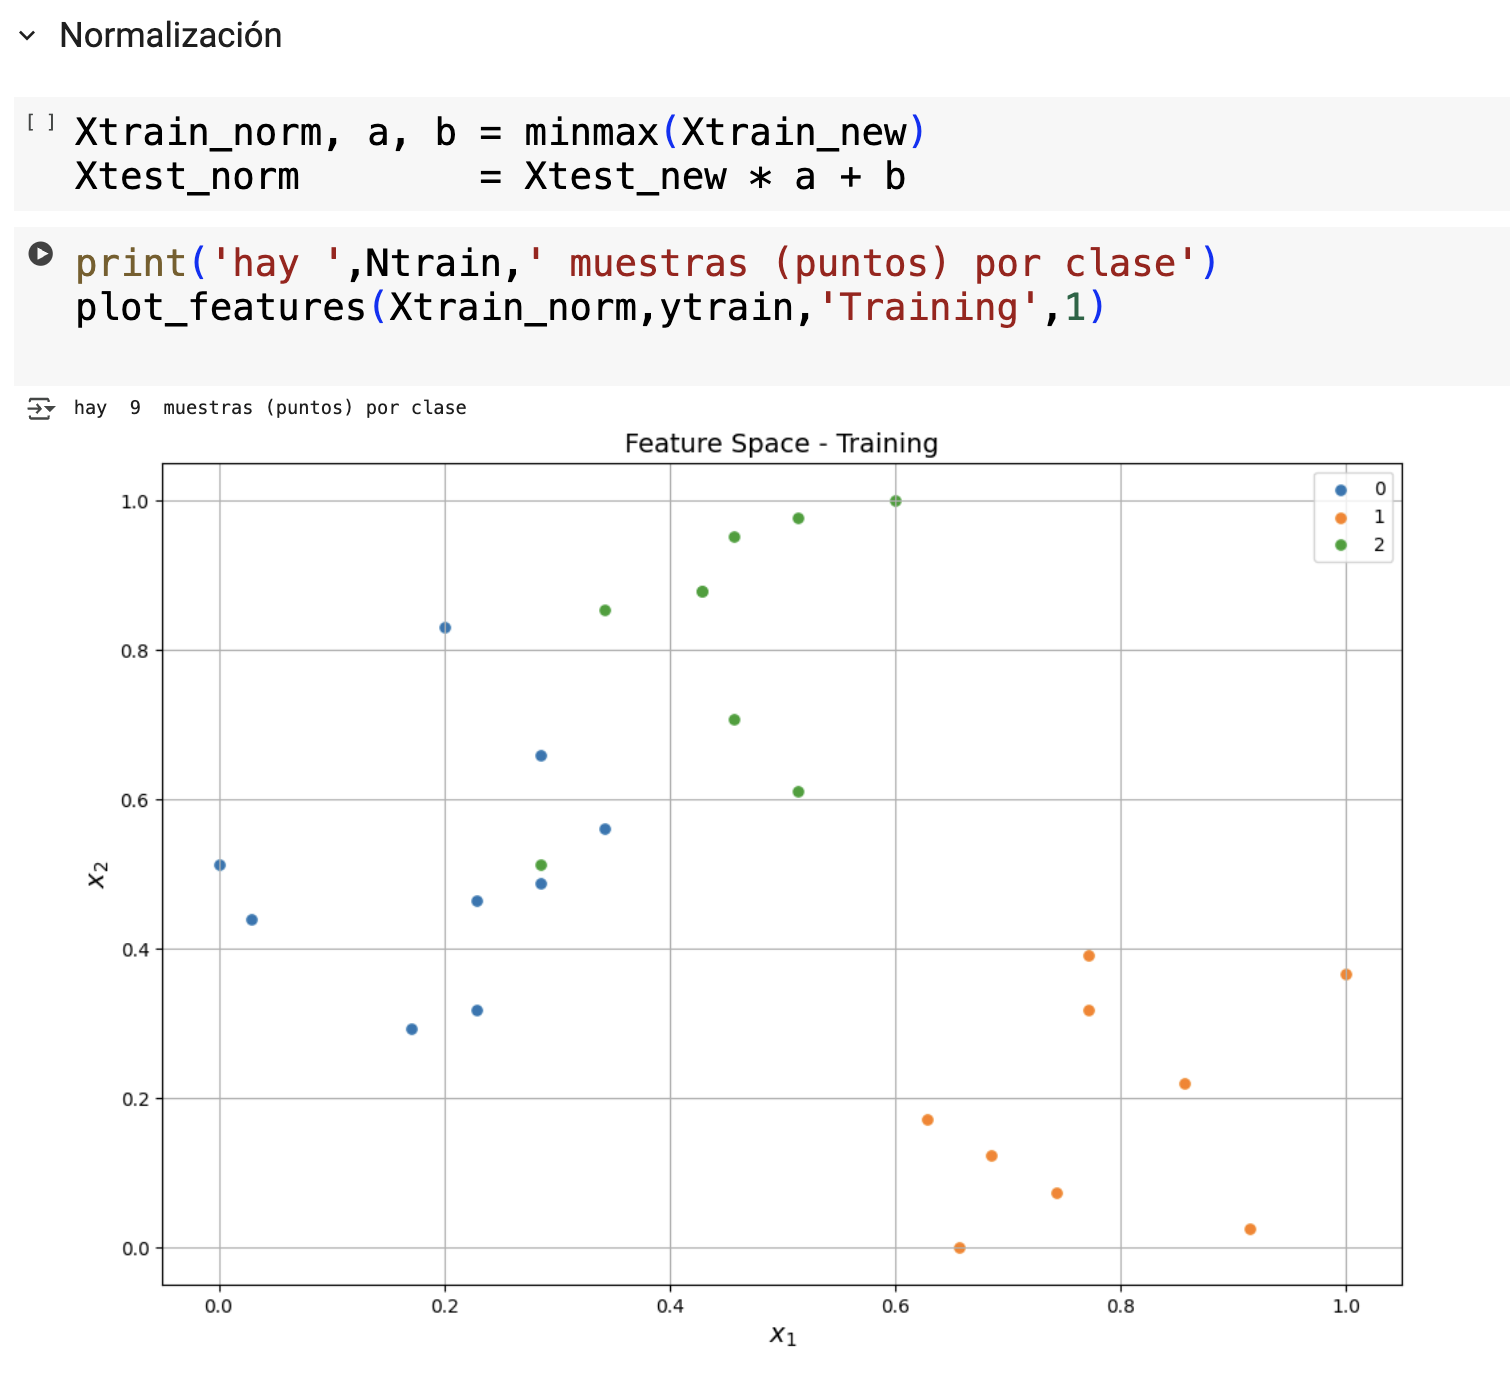 Normalización
[ ] Xtrain_norm, a, b = minmax(Xtrain_new)
Xtest_norm        = Xtest_new * a + b
print('hay ',Ntrain,' muestras (puntos) por clase')
plot_features(Xtrain_norm,ytrain,'Training',1)
hay  9  muestras (puntos) por clase
Feature Space - Training
0
1
2
1.0
0.8
0.6
0.4
0.2
0.0
x₂
0.0 0.2 0.4 0.6 0.8 1.0
x₁